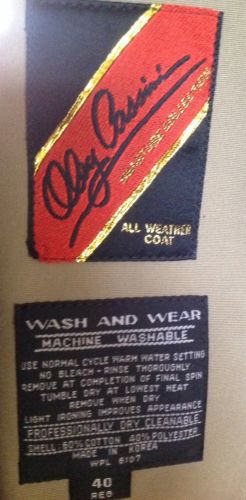 Oleg Cassini
ALL WEATHER
COAT
WASH AND WEAR
MACHINE WASHABLE
USE NORMAL CYCLE WARM WATER SETTING
NO BLEACH - RINSE THOROUGHLY
REMOVE AT COMPLETION OF FINAL SPIN
TUMBLE DRY AT LOWEST HEAT
REMOVE WHEN DRY
LIGHT IRONING IMPROVES APPEARANCE
PROFESSIONALLY DRY CLEANABLE
SHELL: 60% COTTON 40% POLYESTER
MADE IN KOREA
WPL 6107
40
REG